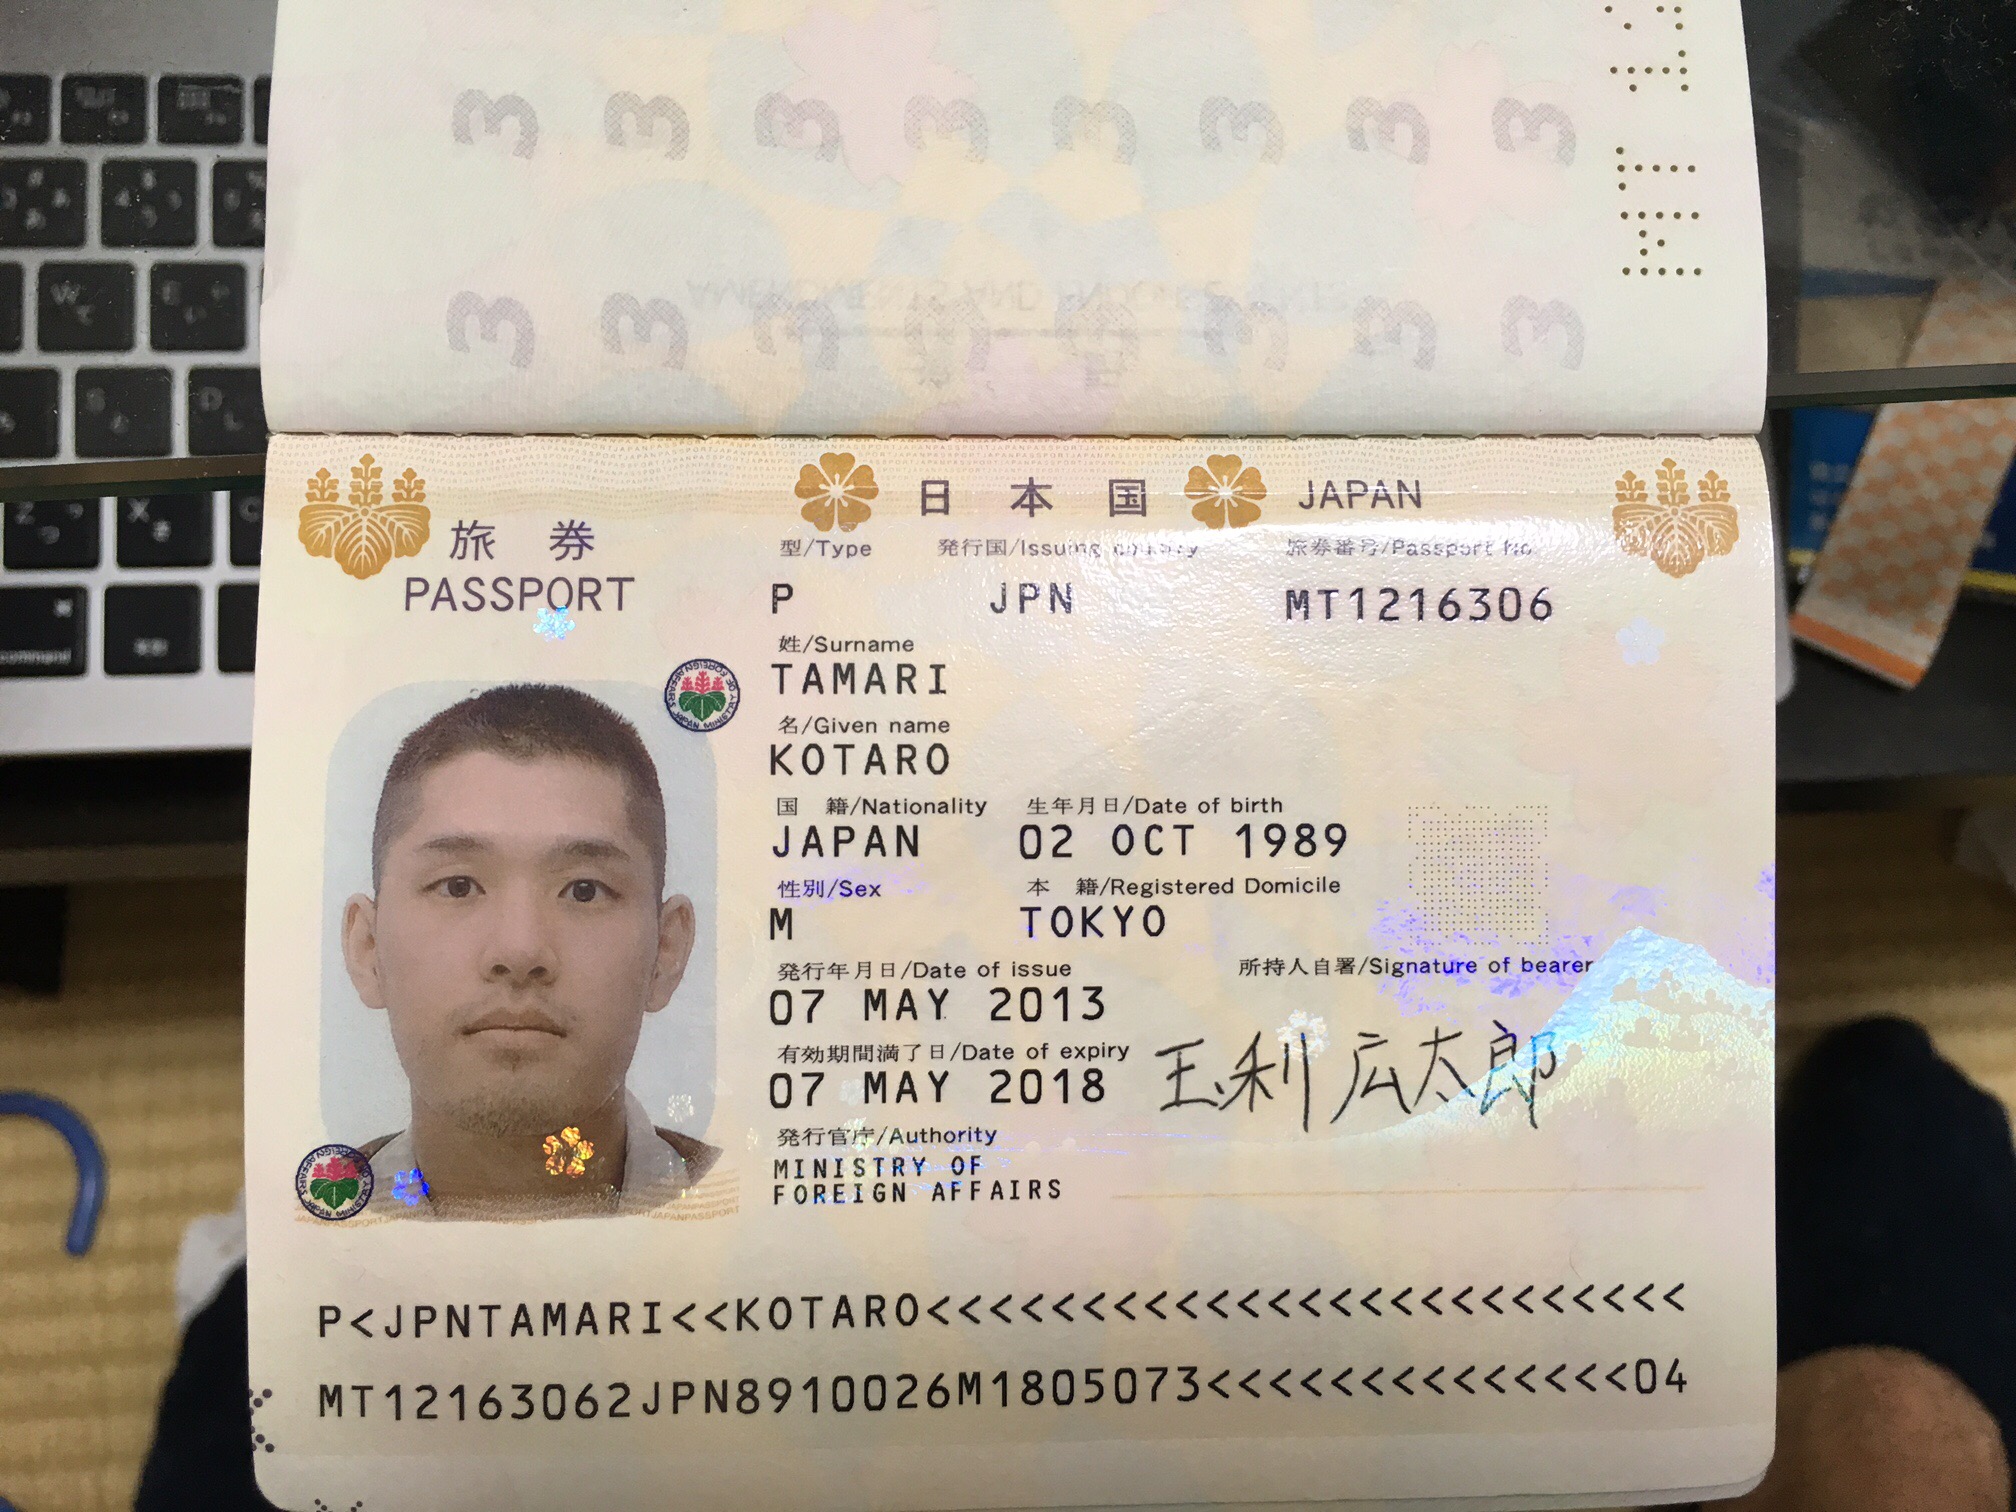 日本国 JAPAN
旅券
PASSPORT
型/Type 発行国/Issuing country 旅券番号/Passport No
P JPN MT1216306
姓/Surname
TAMARI
名/Given name
KOTARO
国 籍/Nationality 生年月日/Date of birth
JAPAN 02 OCT 1989
性別/Sex 本 籍/Registered Domicile
M TOKYO
発行年月日/Date of issue 所持人自署/Signature of bearer
07 MAY 2013
有効期間満了日/Date of expiry
07 MAY 2018 玉利広太郎
発行官庁/Authority
MINISTRY OF
FOREIGN AFFAIRS
P<JPNTAMARI<<KOTARO<<<<<<<<<<<<<<<<<<<<<<<<<
MT12163062JPN8910026M1805073<<<<<<<<<<<<<<04